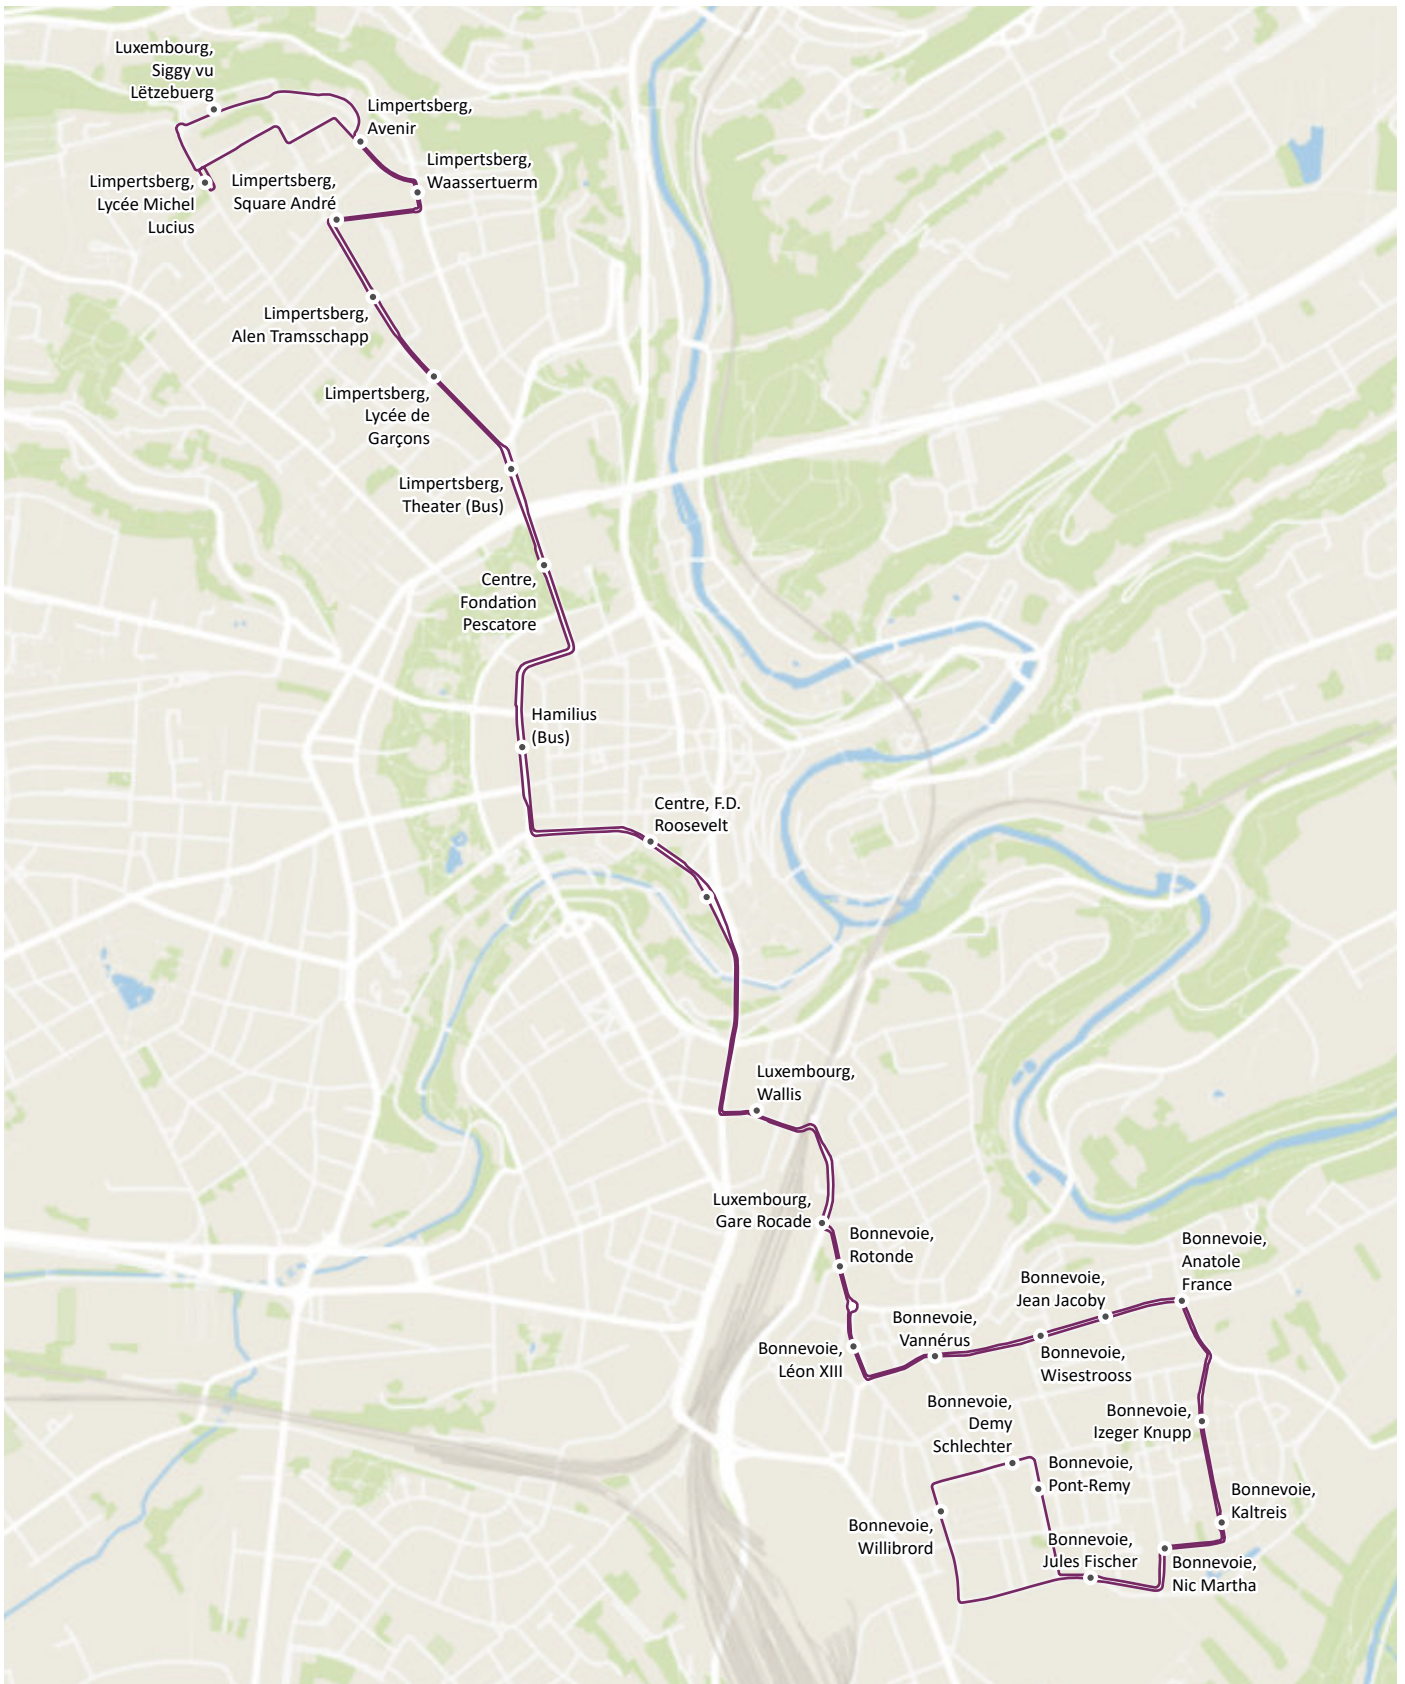 Luxembourg,
Siggy vu
Lëtzebuerg
Limpertsberg,
Avenir
Limpertsberg,
Waassertuerm
Limpertsberg,
Lycée Michel
Lucius
Limpertsberg,
Square André
Limpertsberg,
Alen Tramsschapp
Limpertsberg,
Lycée de
Garçons
Limpertsberg,
Theater (Bus)
Centre,
Fondation
Pescatore
Hamilius
(Bus)
Centre, F.D.
Roosevelt
Luxembourg,
Wallis
Luxembourg,
Gare Rocade
Bonnevoie,
Rotonde
Bonnevoie,
Léon XIII
Bonnevoie,
Vannérus
Bonnevoie,
Wisestrooss
Bonnevoie,
Jean Jacoby
Bonnevoie,
Anatole
France
Bonnevoie,
Izeger Knupp
Bonnevoie,
Kaltreis
Bonnevoie,
Nic Martha
Bonnevoie,
Jules Fischer
Bonnevoie,
Pont-Remy
Bonnevoie,
Demy
Schlechter
Bonnevoie,
Willibrord